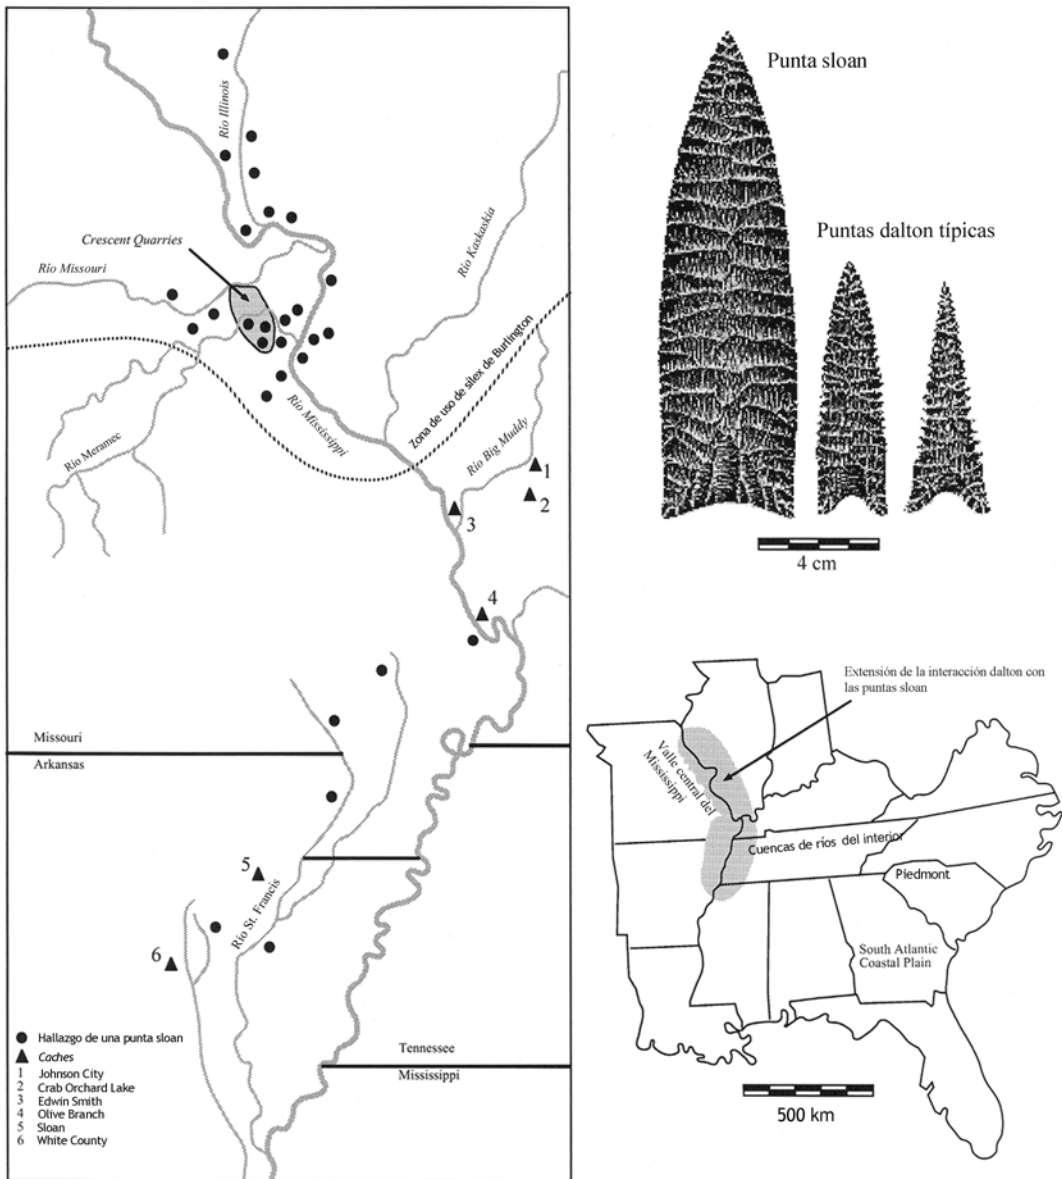 Río Illinois
Crescent Quarries
Río Missouri
Río Kaskaskia
Zona de uso de sílex de Burlington
Río Mississippi
Río Meramec
Río Big Muddy
1
2
3
4
Missouri
Arkansas
5
Río St. Francis
6
Tennessee
Mississippi
Hallazgo de una punta sloan
Caches
1 Johnson City
2 Crab Orchard Lake
3 Edwin Smith
4 Olive Branch
5 Sloan
6 White County
Punta sloan
Puntas dalton típicas
4 cm
Extensión de la interacción dalton con
las puntas sloan
Valle central del
Mississippi
Cuencas de ríos del interior
Piedmont
South Atlantic
Coastal Plain
500 km